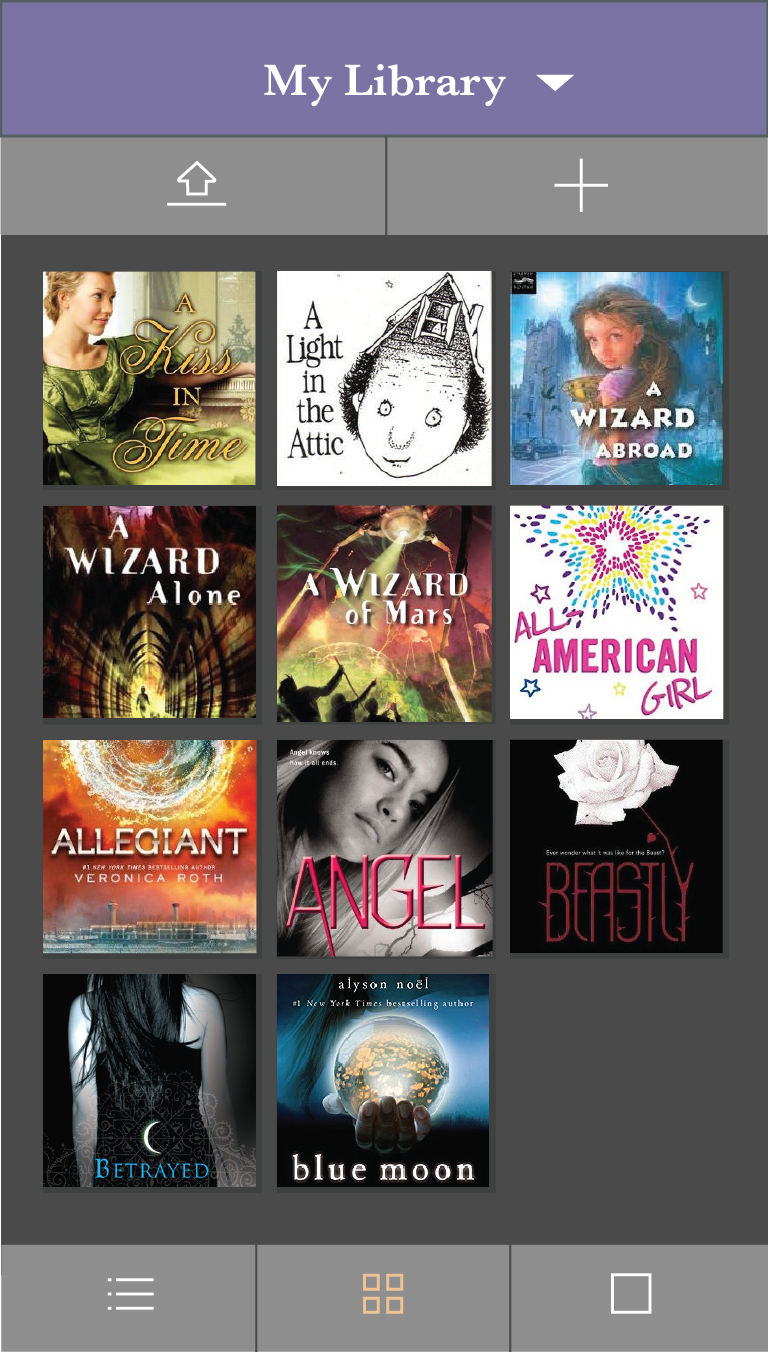 My Library
A
Kiss
IN
Time
A
Light
in
the
Attic
A
WIZARD
ABROAD
A
WIZARD
Alone
A WIZARD
of Mars
ALL-
AMERICAN
GIRL
ALLEGIANT
#1 NEW YORK TIMES BESTSELLING AUTHOR
VERONICA ROTH
Angel knows
how it all ends.
ANGEL
Ever wonder what it was like for the Beast?
BEASTLY
BETRAYED
alyson noël
#1 New York Times bestselling author
blue moon